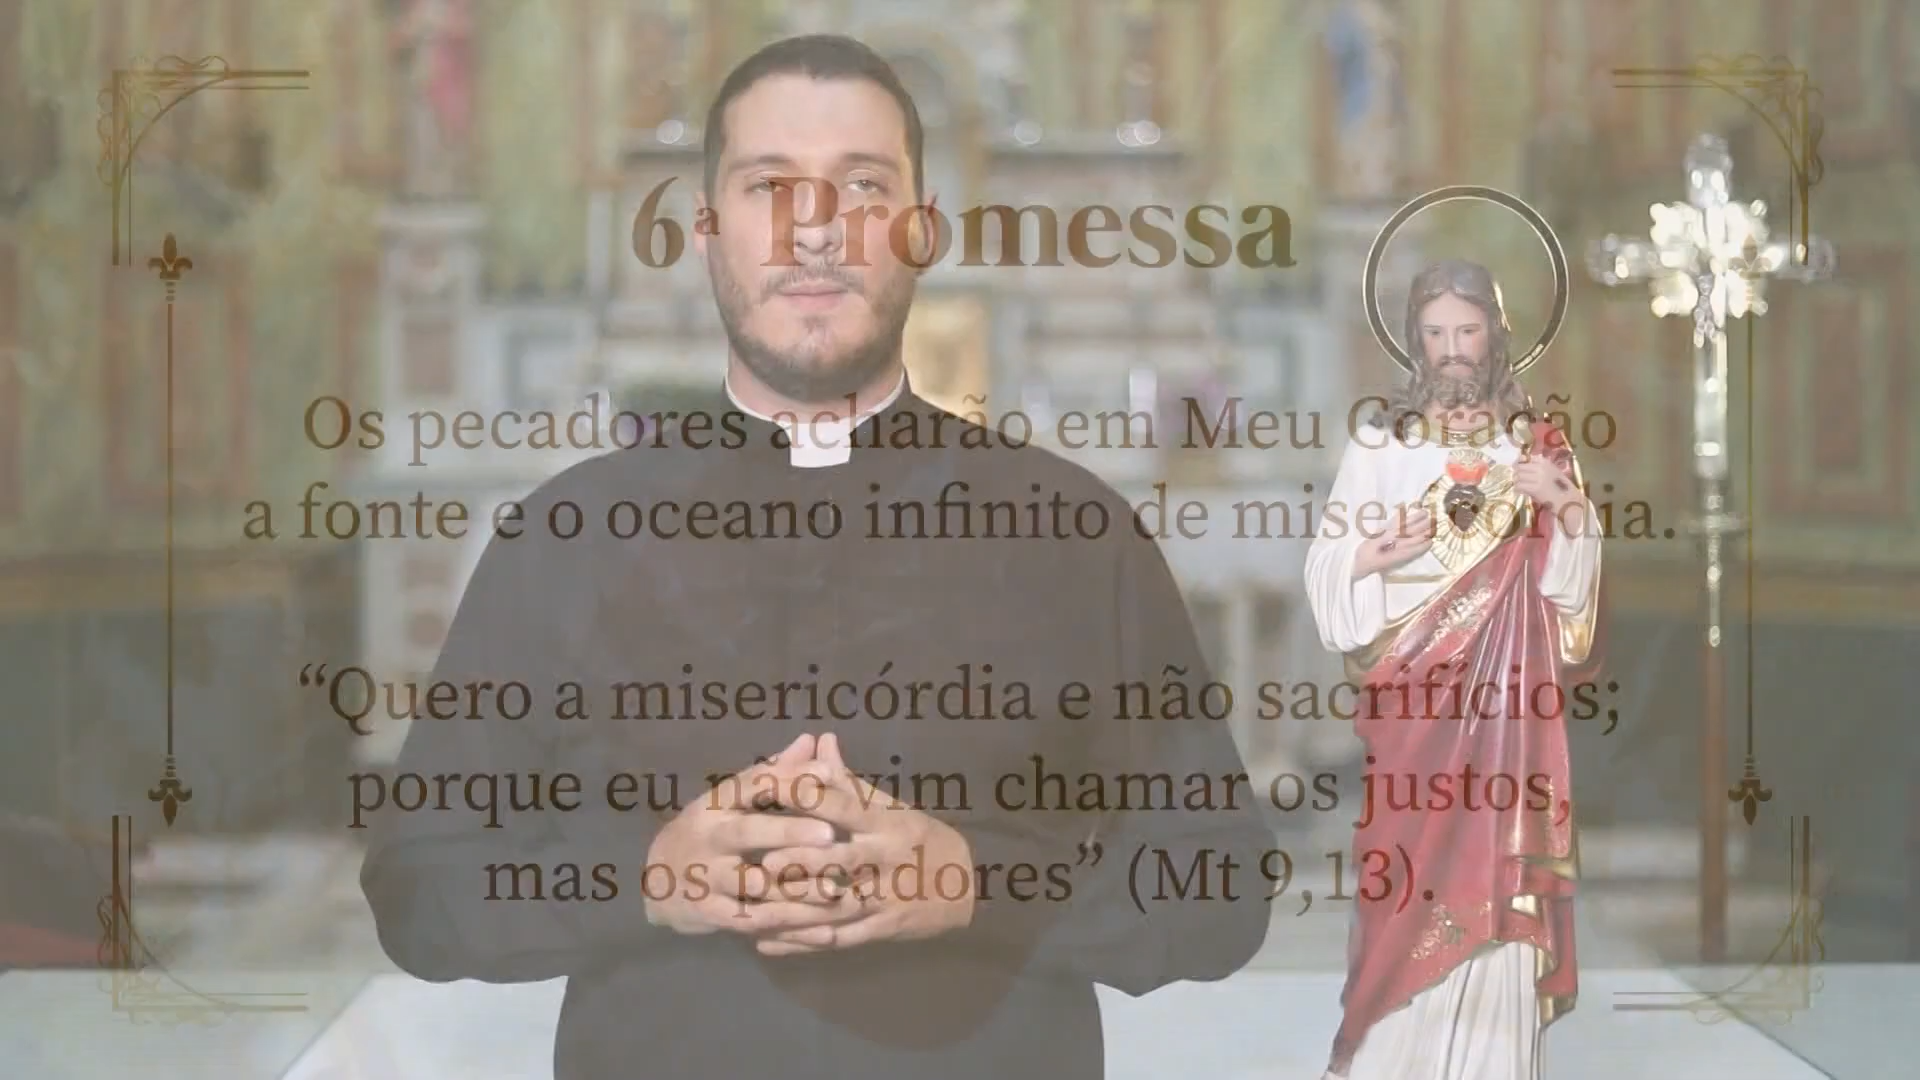 6ª Promessa
Os pecadores acharão em Meu Coração
a fonte e o oceano infinito de misericórdia.
“Quero a misericórdia e não sacrifícios;
porque eu não vim chamar os justos,
mas os pecadores” (Mt 9,13).